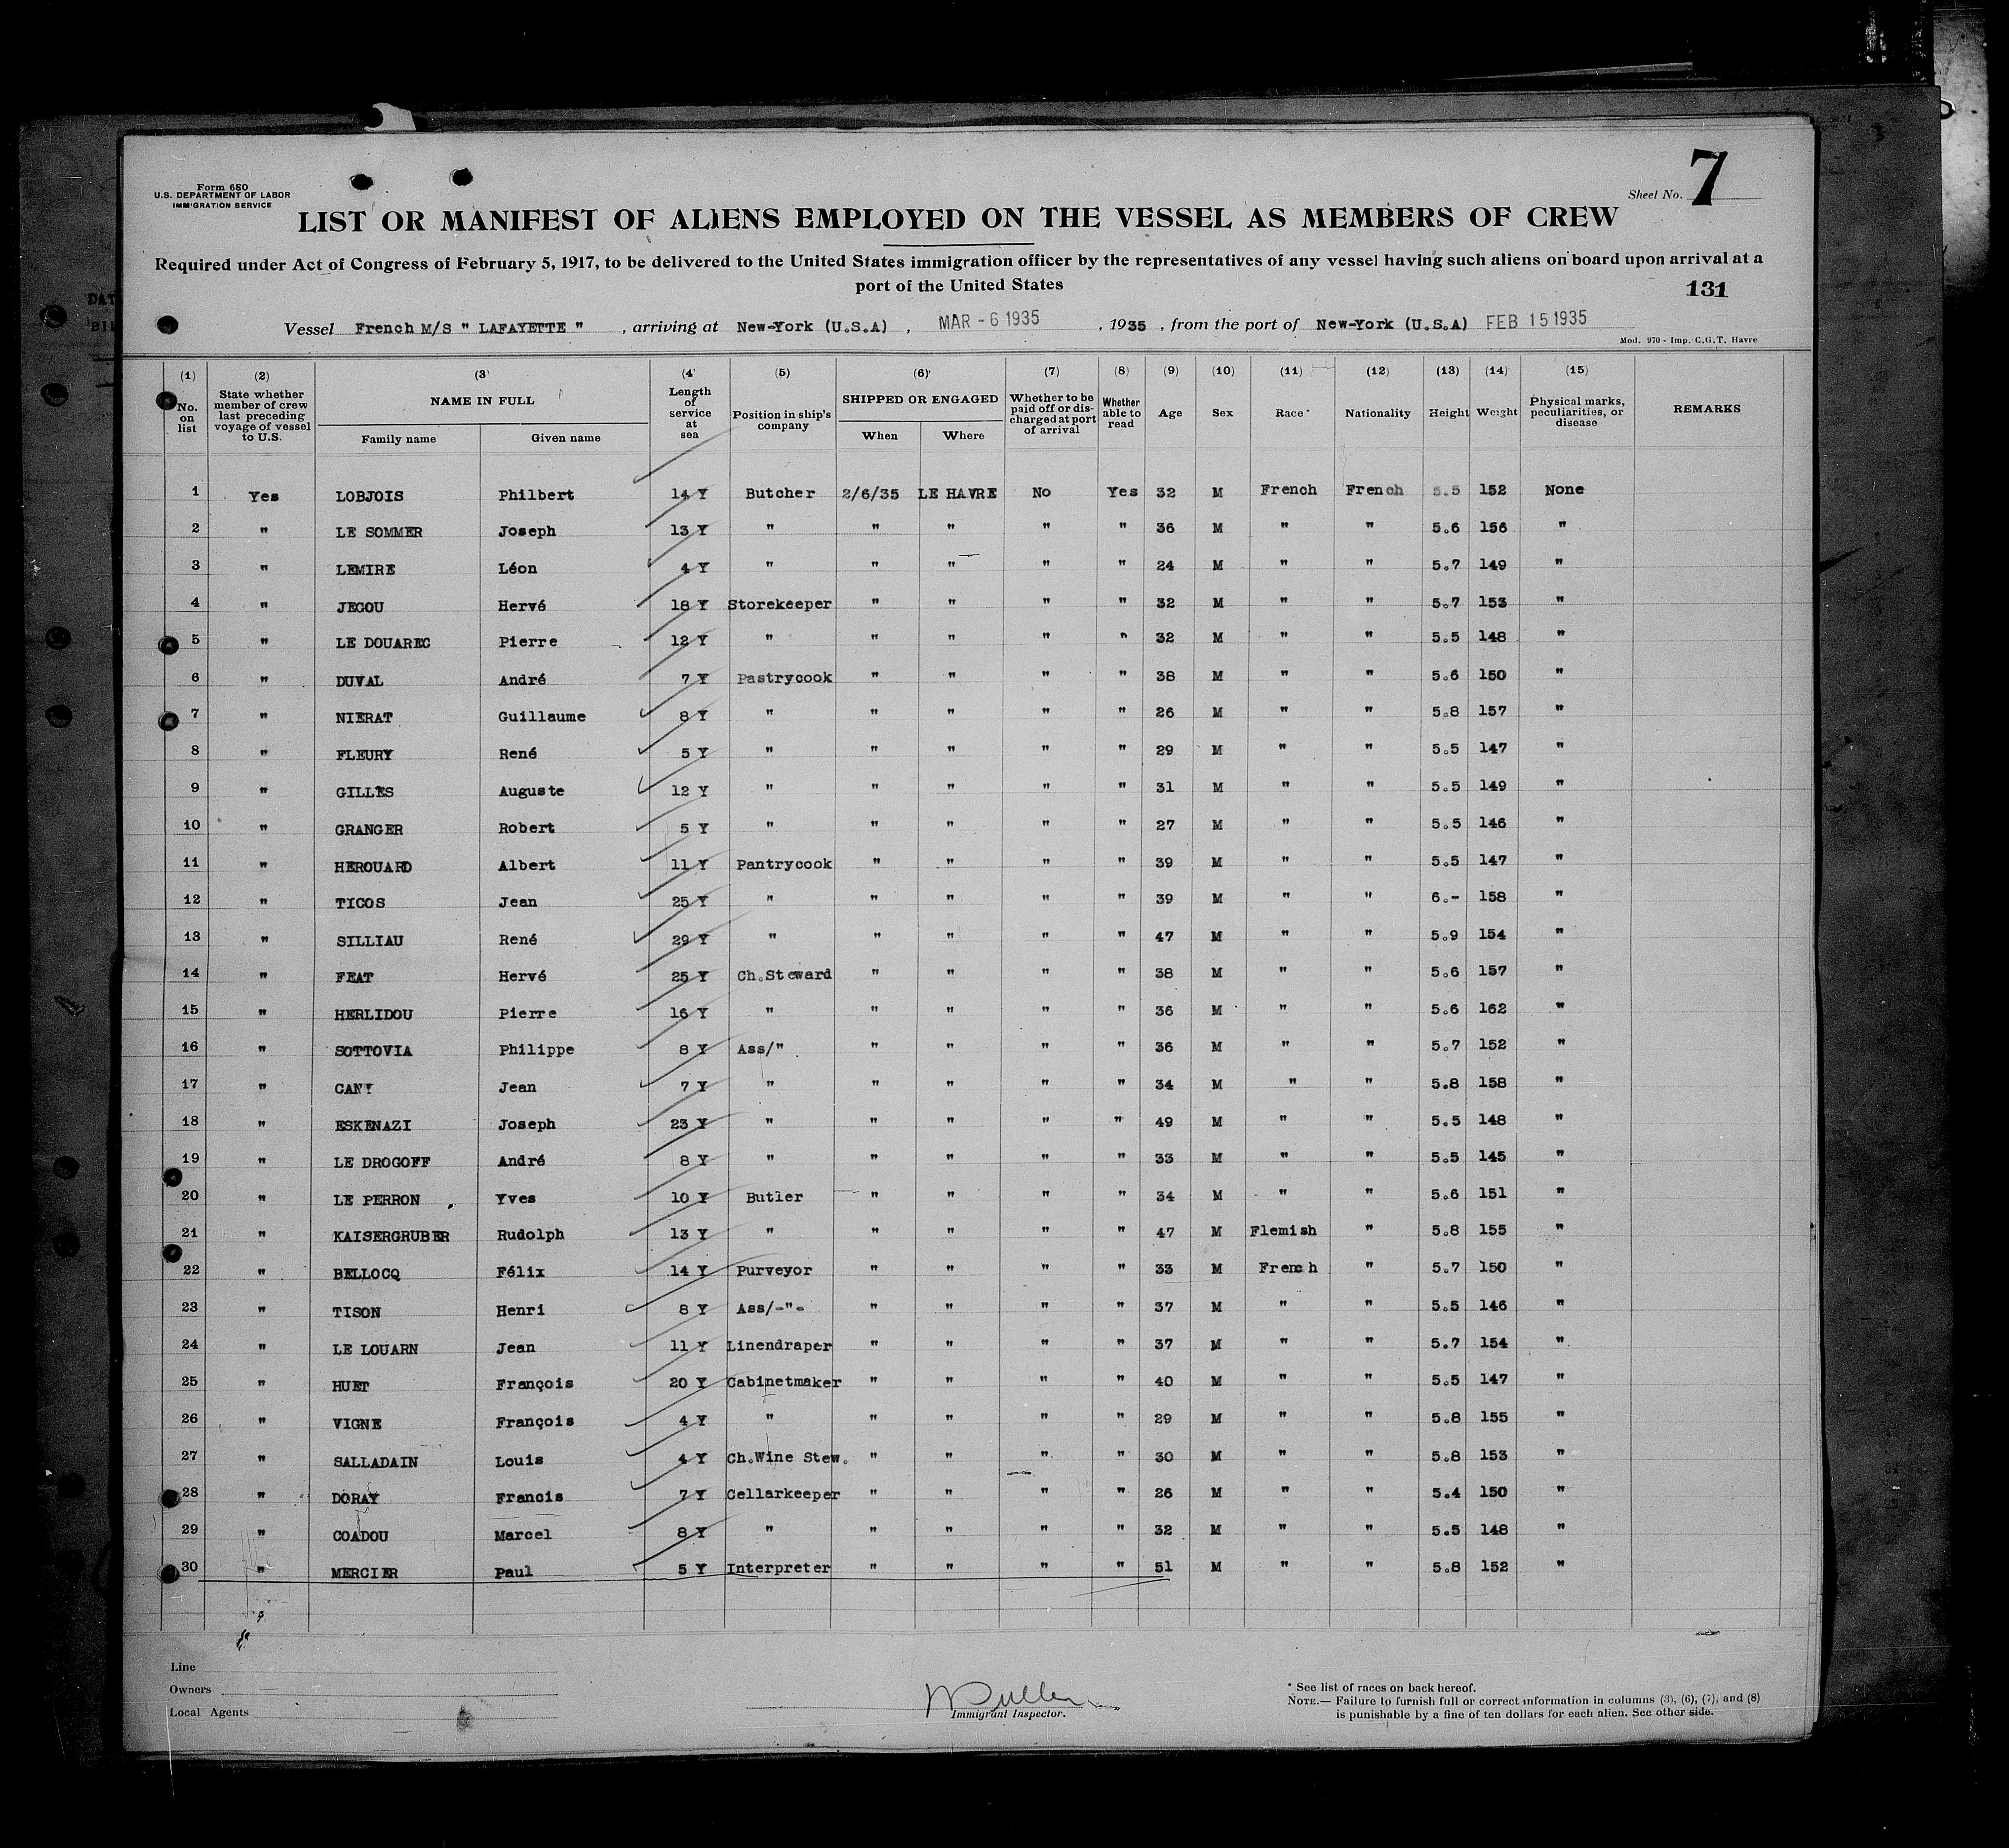 Form 680
U.S. DEPARTMENT OF LABOR
IMMIGRATION SERVICE
Sheet No. 7
LIST OR MANIFEST OF ALIENS EMPLOYED ON THE VESSEL AS MEMBERS OF CREW
Required under Act of Congress of February 5, 1917, to be delivered to the United States immigration officer by the representatives of any vessel having such aliens on board upon arrival at a
port of the United States
131
Vessel French M/S " LAFAYETTE " , arriving at New-York (U.S.A) , MAR - 6 1935 , 1935 , from the port of New-York (U.S.A) FEB 15 1935
Mod. 970 - Imp. C.G.T. Havre
(1) (2) (3) (4) (5) (6) (7) (8) (9) (10) (11) (12) (13) (14) (15)
No. on list State whether member of crew last preceding voyage of vessel to U.S. NAME IN FULL Family name Given name Length of service at sea Position in ship's company SHIPPED OR ENGAGED When Where Whether to be paid off or discharged at port of arrival Whether able to read Age Sex Race * Nationality Height Weight Physical marks, peculiarities, or disease REMARKS
1 Yes LOBJOIS Philbert 14 Y Butcher 2/6/35 LE HAVRE No Yes 32 M French French 5.5 152 None
2 " LE SOMMER Joseph 13 Y " " " " " 36 M " " 5.6 156 "
3 " LEMIRE Léon 4 Y " " " " " 24 M " " 5.7 149 "
4 " JEGOU Hervé 18 Y Storekeeper " " " " 32 M " " 5.7 153 "
5 " LE DOUAREC Pierre 12 Y " " " " " 32 M " " 5.5 148 "
6 " DUVAL André 7 Y Pastrycook " " " " 38 M " " 5.6 150 "
7 " NIERAT Guillaume 8 Y " " " " " 26 M " " 5.8 157 "
8 " FLEURY René 5 Y " " " " " 29 M " " 5.5 147 "
9 " GILLES Auguste 12 Y " " " " " 31 M " " 5.5 149 "
10 " GRANGER Robert 5 Y " " " " " 27 M " " 5.5 146 "
11 " HEROUARD Albert 11 Y Pantrycook " " " " 39 M " " 5.5 147 "
12 " TICOS Jean 25 Y " " " " " 39 M " " 6.- 158 "
13 " SILLIAU René 29 Y " " " " " 47 M " " 5.9 154 "
14 " FEAT Hervé 25 Y Ch.Steward " " " " 38 M " " 5.6 157 "
15 " HERLIDOU Pierre 16 Y " " " " " 36 M " " 5.6 162 "
16 " SOTTOVIA Philippe 8 Y Ass/" " " " " 36 M " " 5.7 152 "
17 " CANY Jean 7 Y " " " " " 34 M " " 5.8 158 "
18 " ESKENAZI Joseph 23 Y " " " " " 49 M " " 5.5 148 "
19 " LE DROGOFF André 8 Y " " " " " 33 M " " 5.5 145 "
20 " LE PERRON Yves 10 Y Butler " " " " 34 M " " 5.6 151 "
21 " KAISERGRUBER Rudolph 13 Y " " " " " 47 M Flemish " 5.8 155 "
22 " BELLOCQ Félix 14 Y Purveyor " " " " 33 M French " 5.7 150 "
23 " TISON Henri 8 Y Ass/-"- " " " " 37 M " " 5.5 146 "
24 " LE LOUARN Jean 11 Y Linendraper " " " " 37 M " " 5.7 154 "
25 " HUET François 20 Y Cabinetmaker " " " " 40 M " " 5.5 147 "
26 " VIGNE François 4 Y " " " " " 29 M " " 5.8 155 "
27 " SALLADAIN Louis 4 Y Ch.Wine Stew. " " " " 30 M " " 5.8 153 "
28 " DORAY Francis 7 Y Cellarkeeper " " " " 26 M " " 5.4 150 "
29 " COADOU Marcel 8 Y " " " " " 32 M " " 5.5 148 "
30 " MERCIER Paul 5 Y Interpreter " " " " 51 M " " 5.8 152 "
Line
Owners
Local Agents
Immigrant Inspector.
* See list of races on back hereof.
NOTE.— Failure to furnish full or correct information in columns (3), (6), (7), and (8)
is punishable by a fine of ten dollars for each alien. See other side.